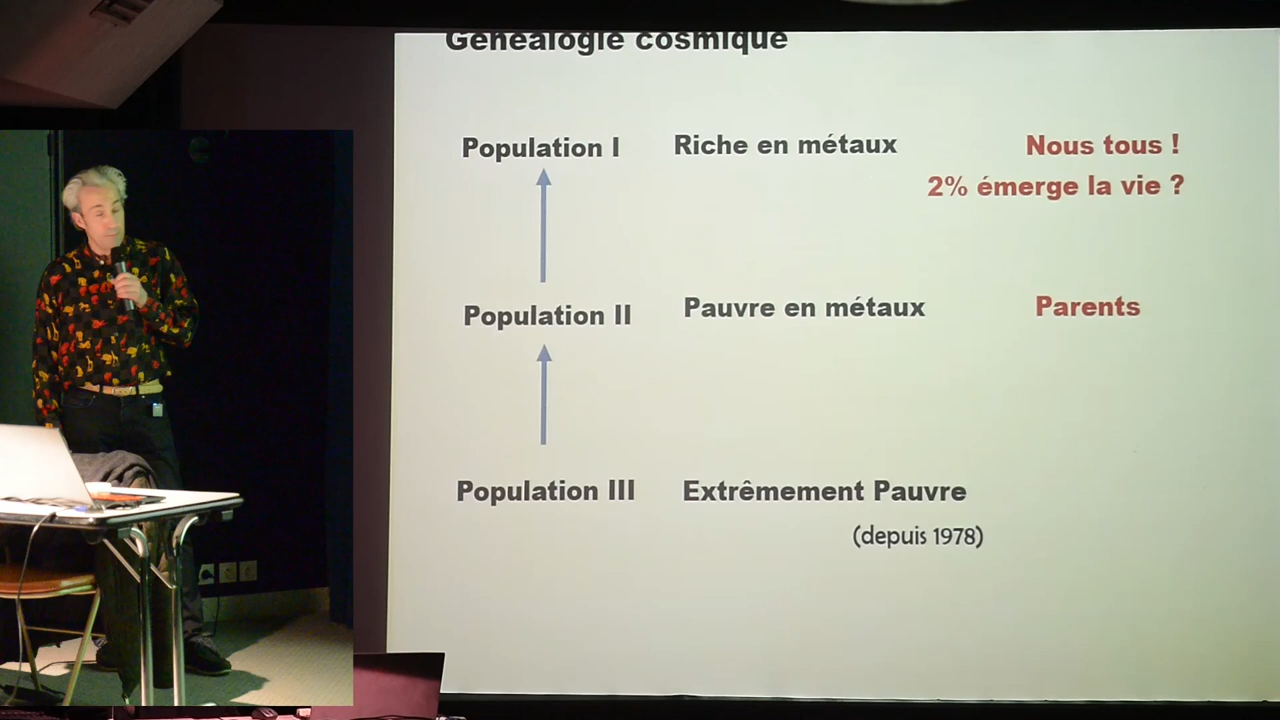 Généalogie cosmique
Population I Riche en métaux Nous tous !
2% émerge la vie ?
Population II Pauvre en métaux Parents
Population III Extrêmement Pauvre
(depuis 1978)